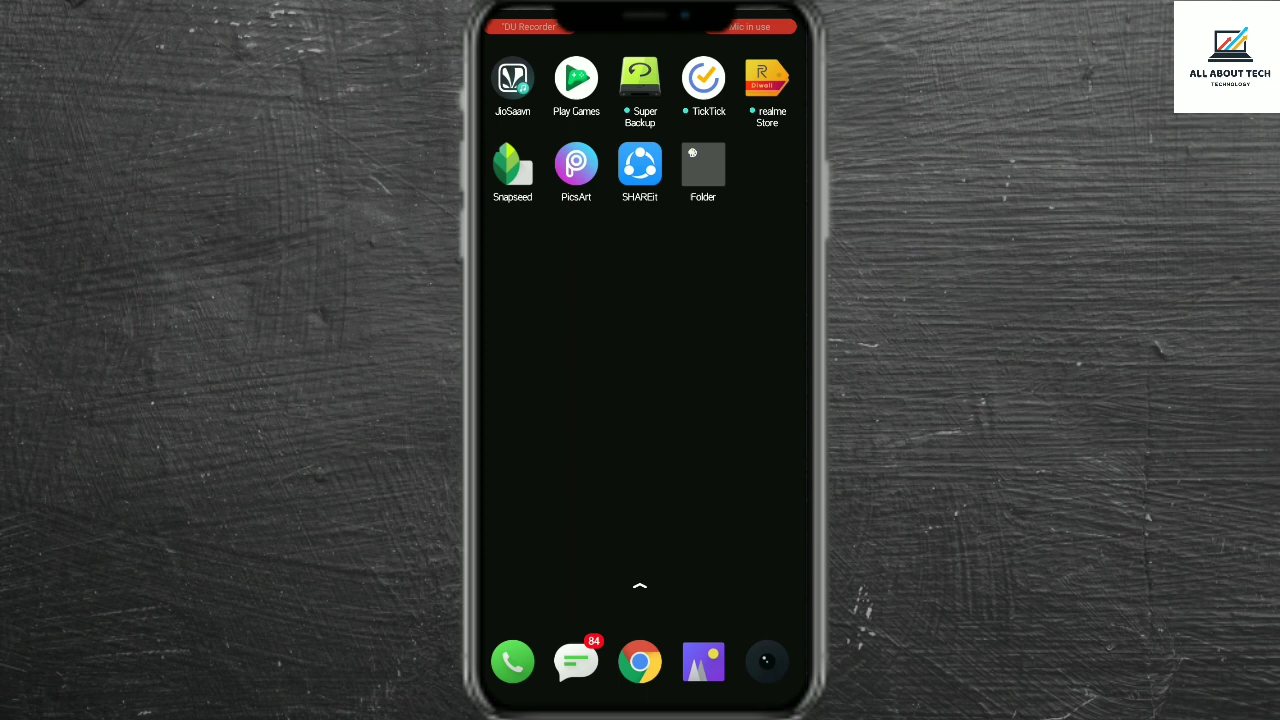 "DU Recorder"
Mic in use
ALL ABOUT TECH
TECHNOLOGY
JioSaavn
Play Games
Super
Backup
TickTick
realme
Store
R
Diwali
Snapseed
PicsArt
SHAREit
Folder
84